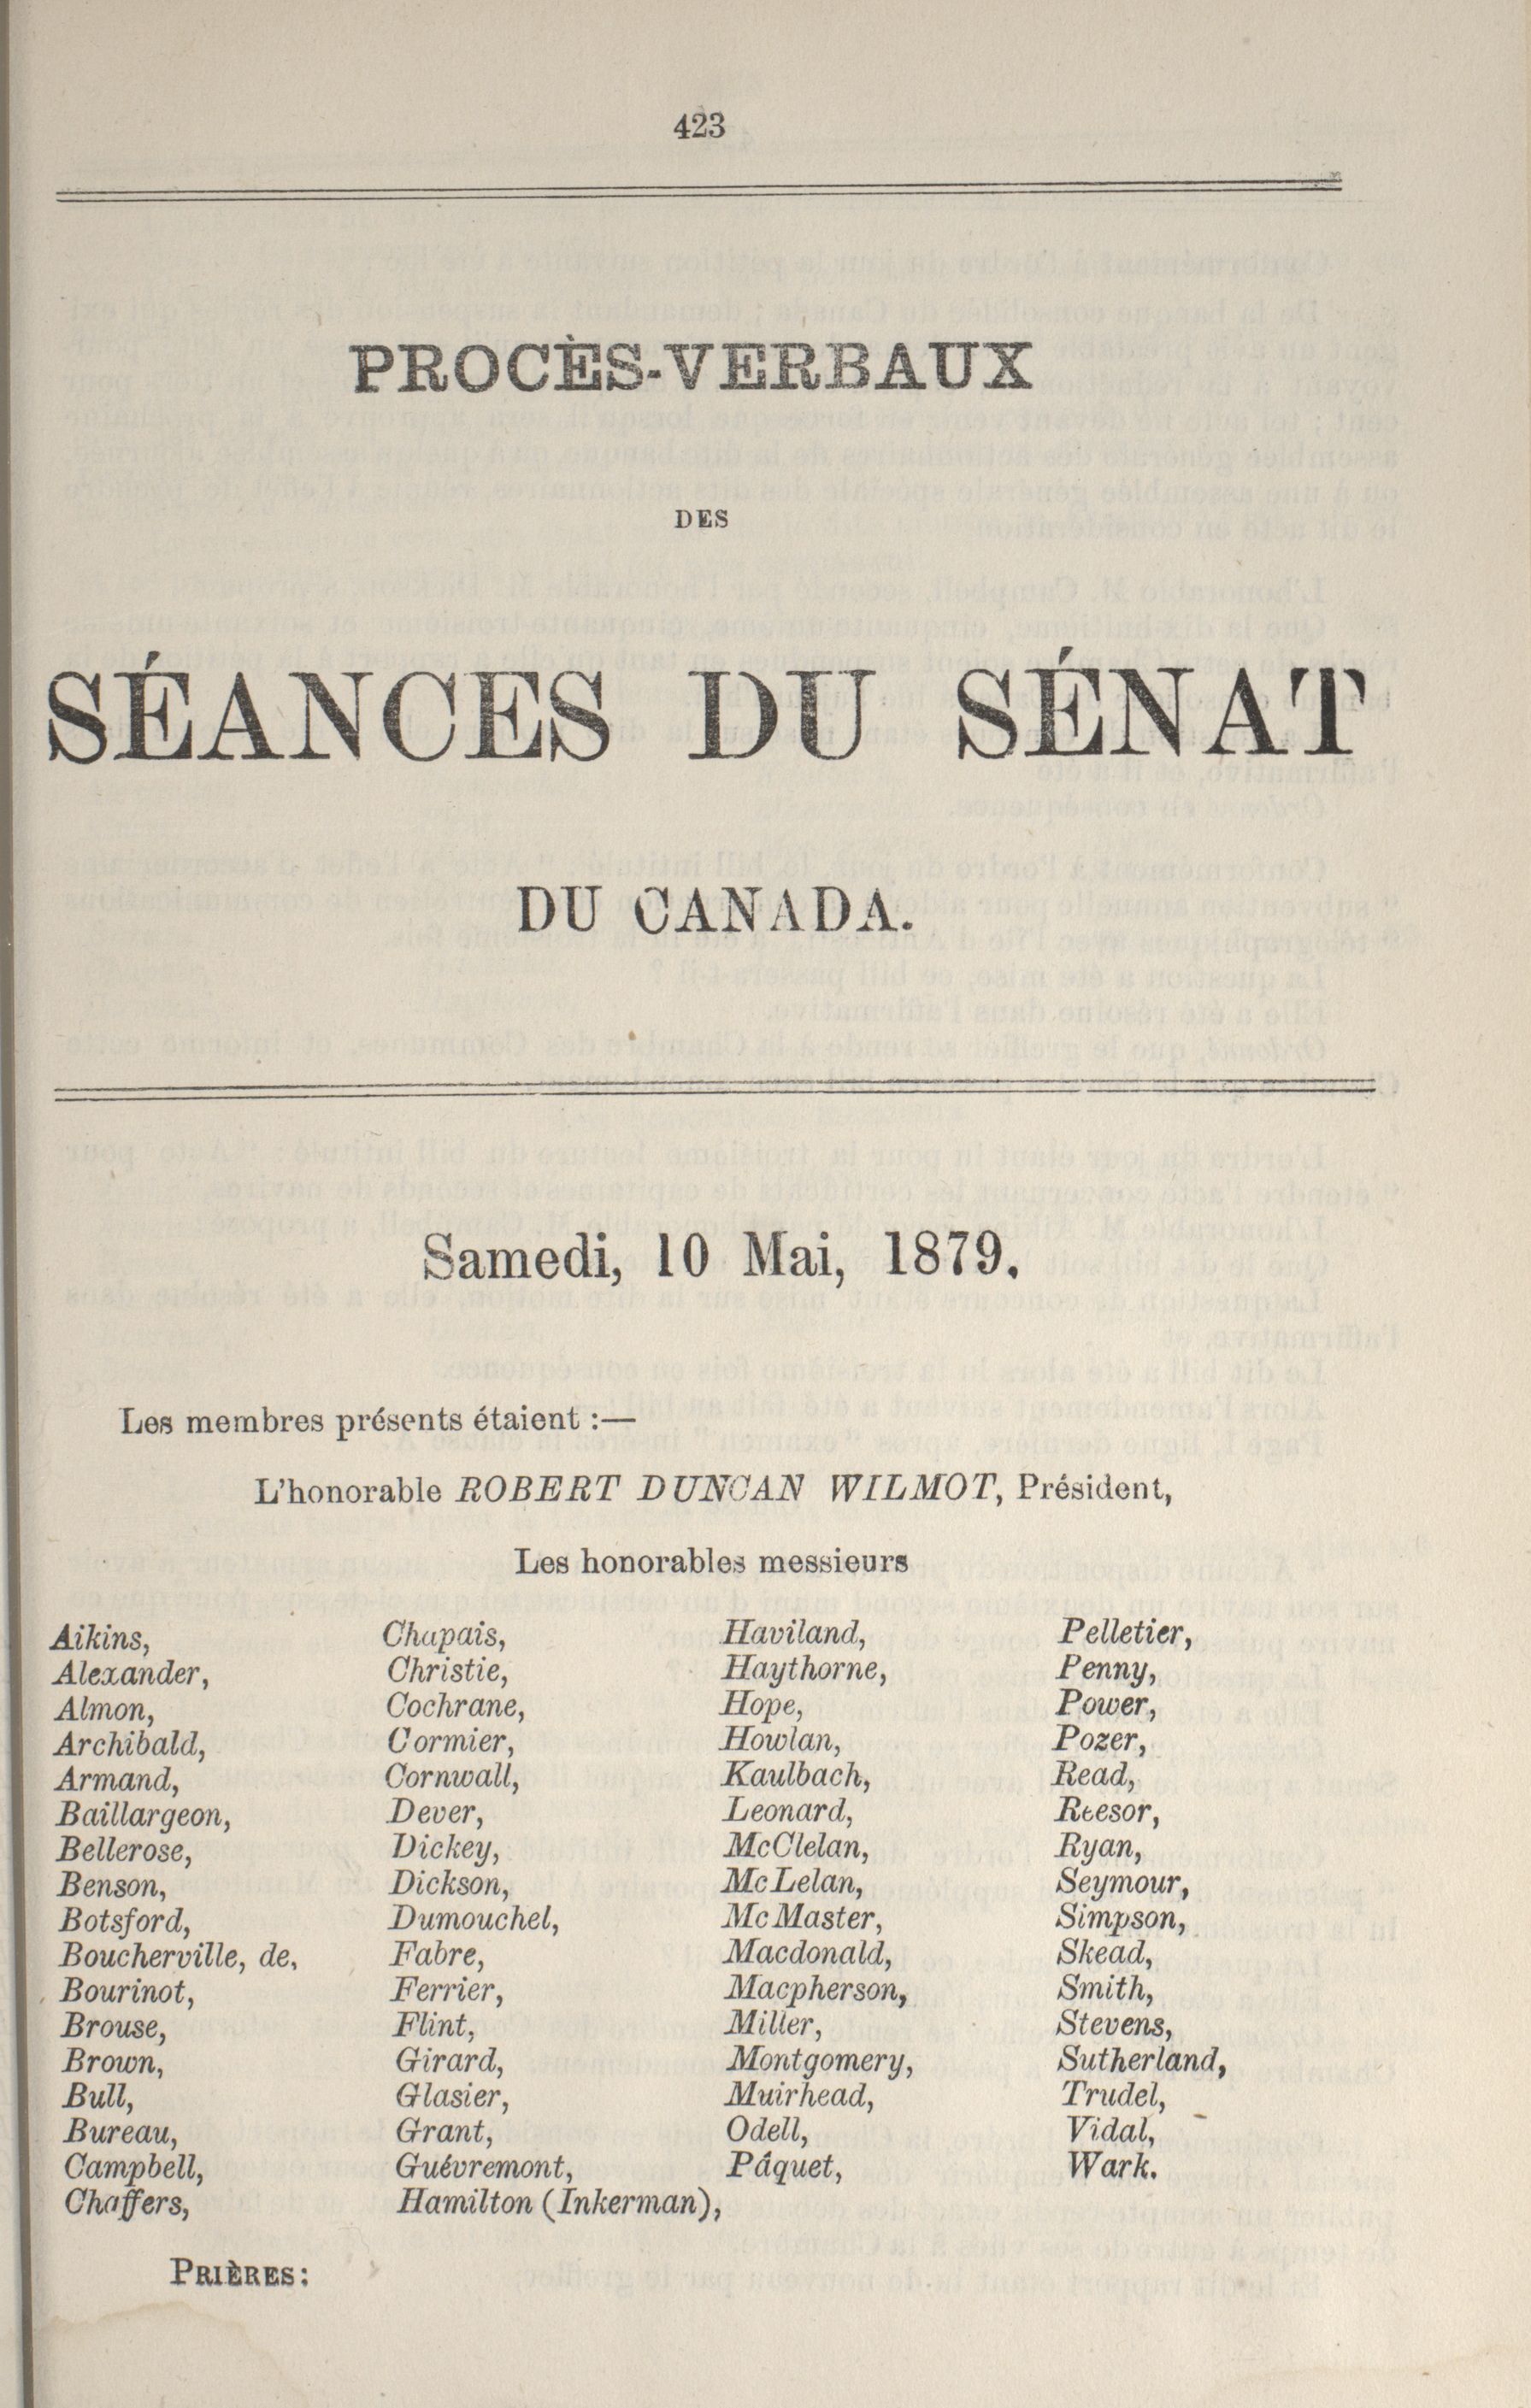 423
PROCÈS-VERBAUX
DES
SÉANCES DU SÉNAT
DU CANADA.
Samedi, 10 Mai, 1879.
Les membres présents étaient :—
L'honorable ROBERT DUNCAN WILMOT, Président,
Les honorables messieurs
Aikins,
Alexander,
Almon,
Archibald,
Armand,
Baillargeon,
Bellerose,
Benson,
Botsford,
Boucherville, de,
Bourinot,
Brouse,
Brown,
Bull,
Bureau,
Campbell,
Chaffers,
Chapais,
Christie,
Cochrane,
Cormier,
Cornwall,
Dever,
Dickey,
Dickson,
Dumouchel,
Fabre,
Ferrier,
Flint,
Girard,
Glasier,
Grant,
Guévremont,
Hamilton (Inkerman),
Haviland,
Haythorne,
Hope,
Howlan,
Kaulbach,
Leonard,
McClelan,
McLelan,
McMaster,
Macdonald,
Macpherson,
Miller,
Montgomery,
Muirhead,
Odell,
Pâquet,
Pelletier,
Penny,
Power,
Pozer,
Read,
Reesor,
Ryan,
Seymour,
Simpson,
Skead,
Smith,
Stevens,
Sutherland,
Trudel,
Vidal,
Wark.
PRIÈRES: